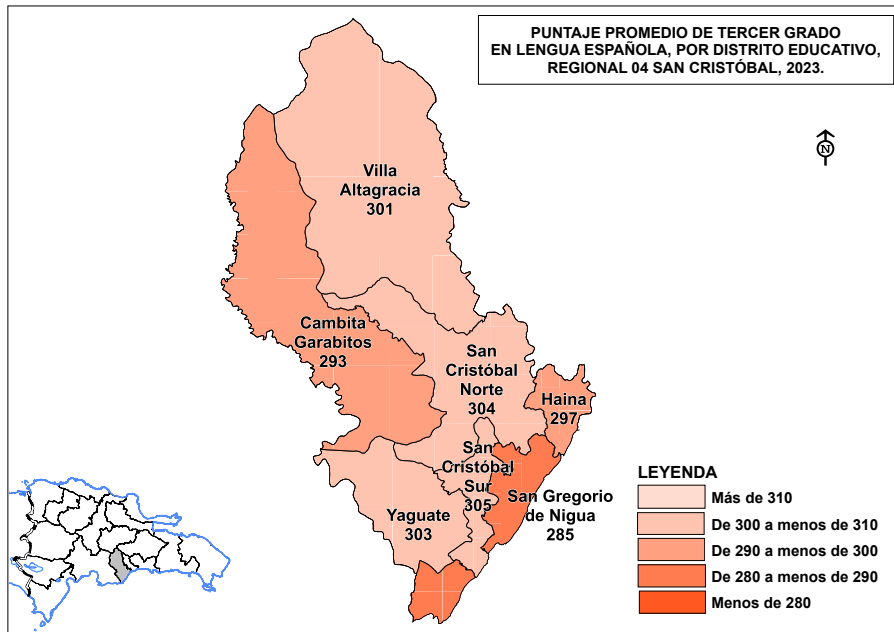 PUNTAJE PROMEDIO DE TERCER GRADO
EN LENGUA ESPAÑOLA, POR DISTRITO EDUCATIVO,
REGIONAL 04 SAN CRISTÓBAL, 2023.
N
Villa
Altagracia
301
Cambita
Garabitos
293
San
Cristóbal
Norte
304
Haina
297
San
Cristóbal
Sur
305
San Gregorio
de Nigua
285
Yaguate
303
LEYENDA
Más de 310
De 300 a menos de 310
De 290 a menos de 300
De 280 a menos de 290
Menos de 280